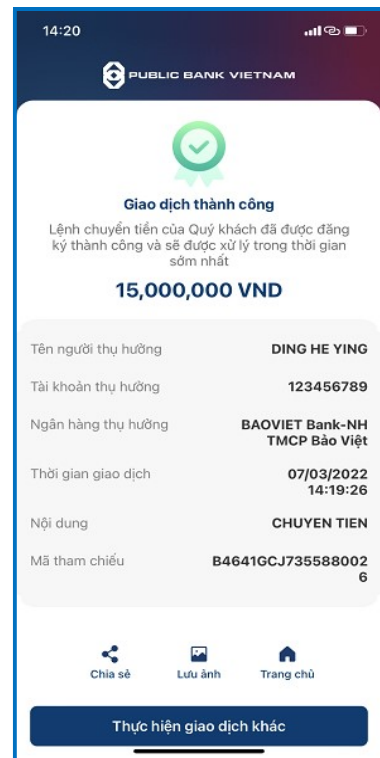 14:20
PUBLIC BANK VIETNAM
Giao dịch thành công
Lệnh chuyển tiền của Quý khách đã được đăng
ký thành công và sẽ được xử lý trong thời gian
sớm nhất
15,000,000 VND
Tên người thụ hưởng DING HE YING
Tài khoản thụ hưởng 123456789
Ngân hàng thụ hưởng BAOVIET Bank-NH
TMCP Bảo Việt
Thời gian giao dịch 07/03/2022
14:19:26
Nội dung CHUYEN TIEN
Mã tham chiếu B4641GCJ735588002
6
Chia sẻ Lưu ảnh Trang chủ
Thực hiện giao dịch khác